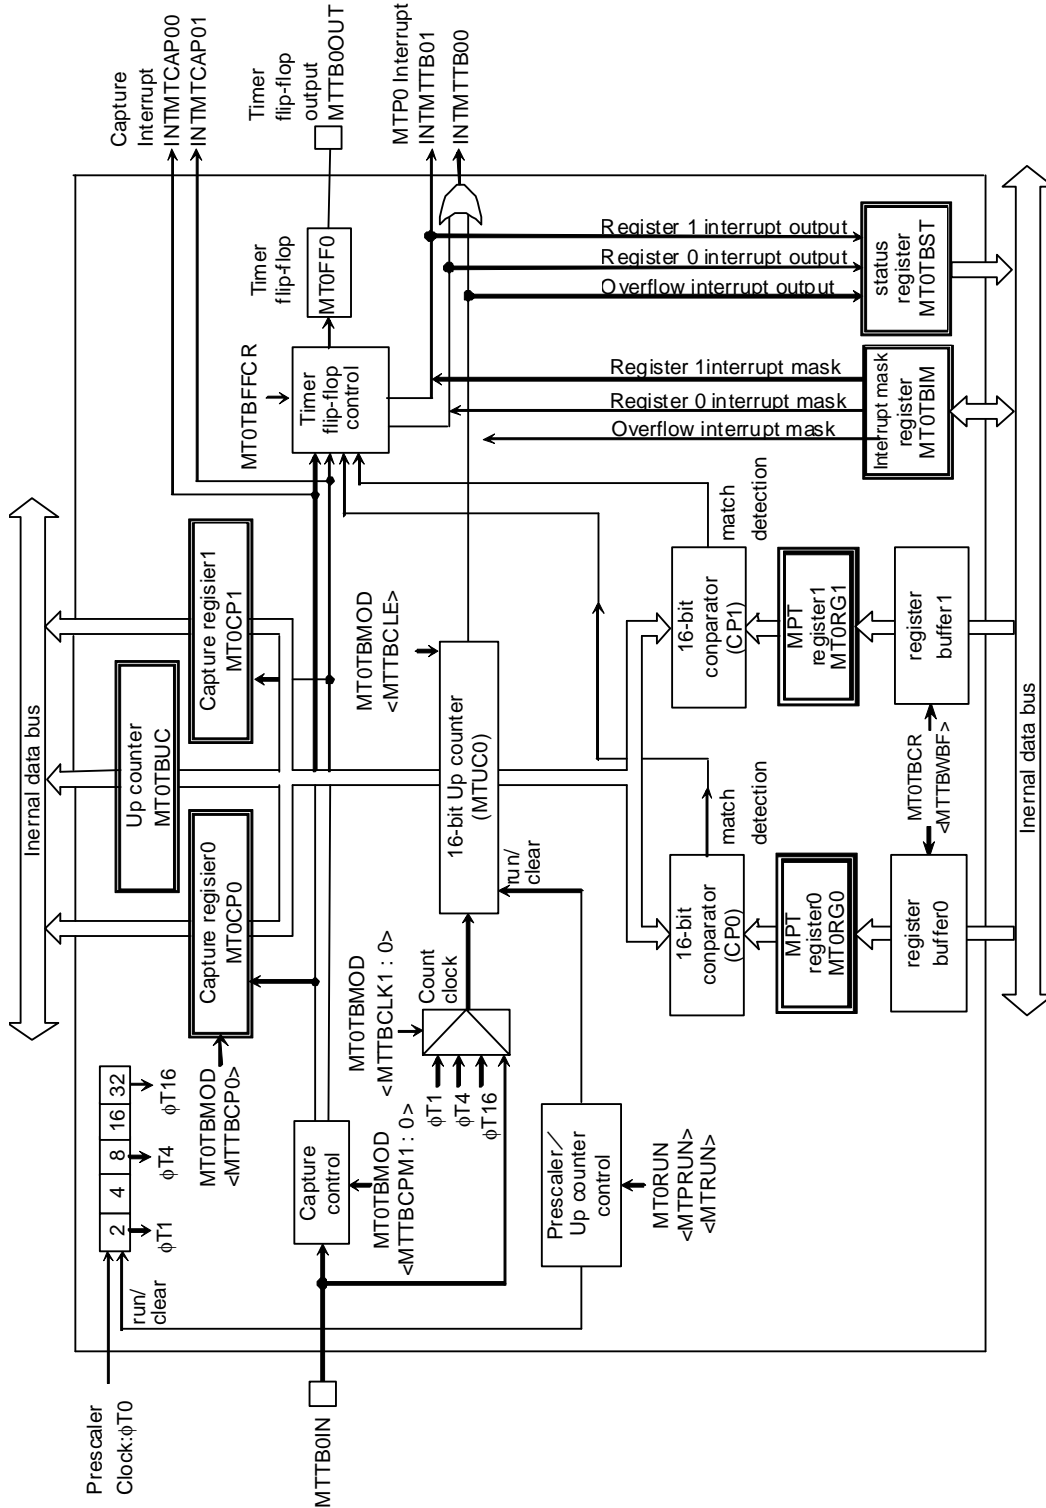 Inernal data bus
Prescaler
Clock:φT0
run/
clear
2
4
8
16
32
φT1
φT4
φT16
MT0TBMOD
<MTTBCP0>
Capture regisier0
MT0CP0
Up counter
MT0TBUC
Capture regisier1
MT0CP1
Capture
Interrupt
INTMTCAP00
INTMTCAP01
MTTB0IN
Capture
control
MT0TBMOD
<MTTBCPM1 : 0>
MT0TBMOD
<MTTBCLK1 : 0>
Count
clock
φT1
φT4
φT16
MT0TBMOD
<MTTBCLE>
16-bit Up counter
(MTUC0)
run/
clear
MT0TBFFCR
Timer
flip-flop
control
Timer
flip-flop
MT0FF0
Timer
flip-flop
output
MTTB0OUT
MTP0 Interrupt
INTMTTB01
INTMTTB00
Prescaler/
Up counter
control
MT0RUN
<MTPRUN>
<MTRUN>
Register 1 interrupt output
Register 0 interrupt output
Overflow interrupt output
Register 1interrupt mask
Register 0 interrupt mask
Overflow interrupt mask
16-bit
conparator
(CP0)
match
detection
16-bit
conparator
(CP1)
match
detection
MPT
register0
MT0RG0
MPT
register1
MT0RG1
Interrupt mask
register
MT0TBIM
status
register
MT0TBST
register
buffer0
MT0TBCR
<MTTBWBF>
register
buffer1
Internal data bus